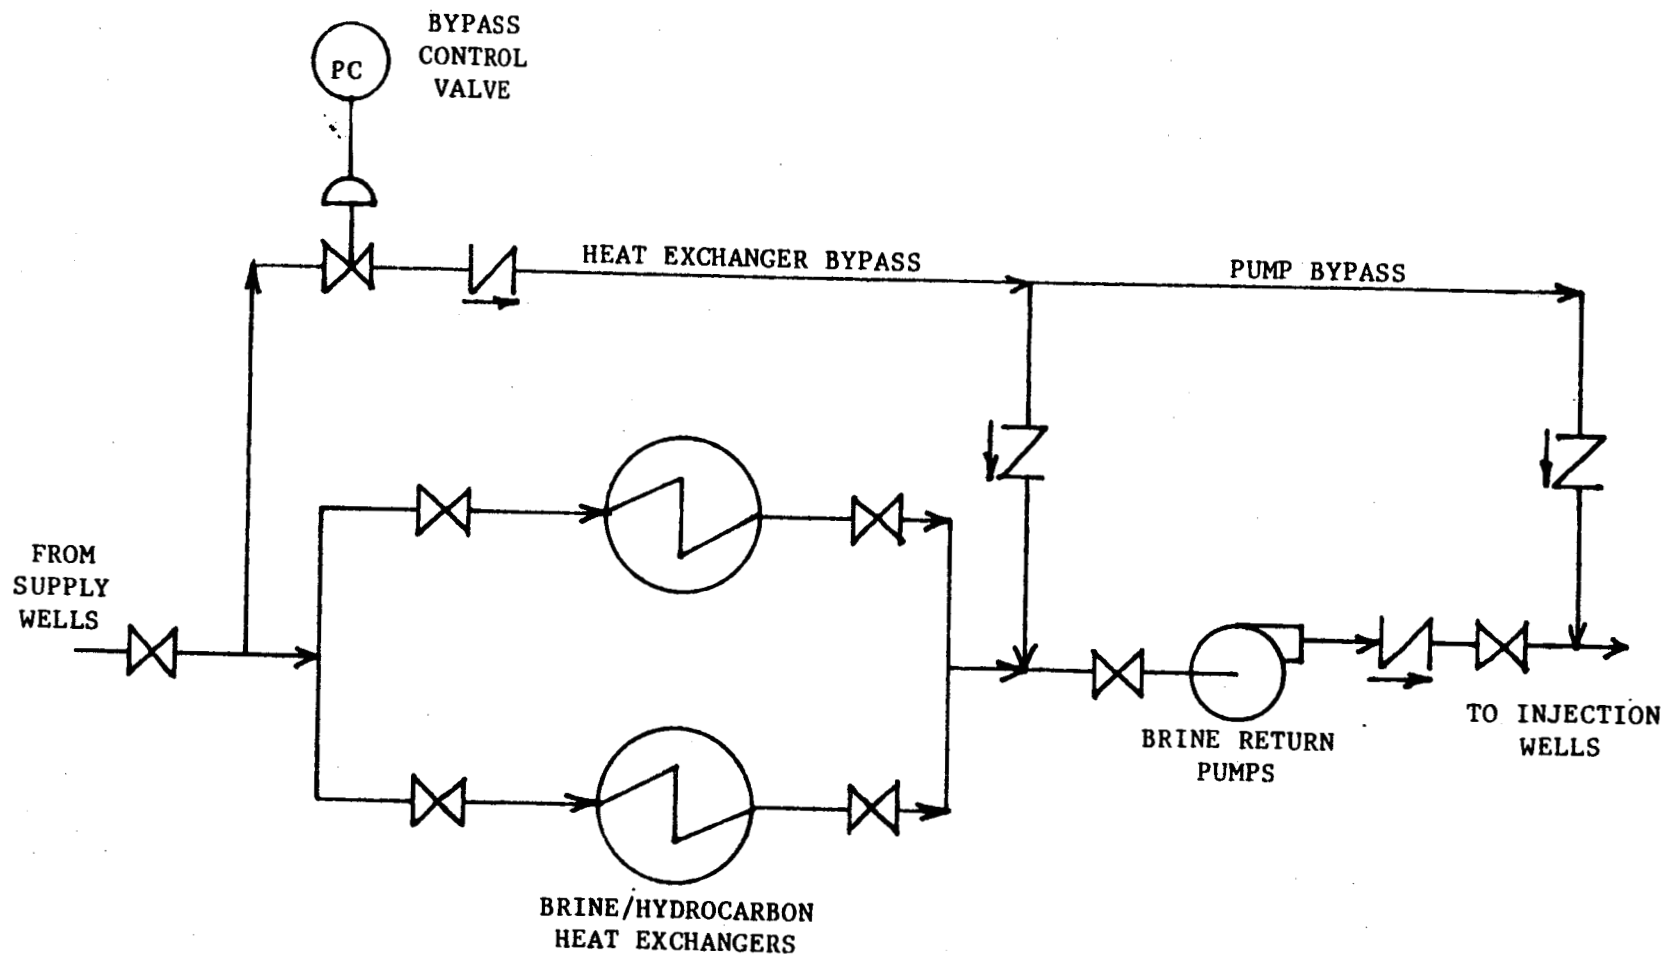 BYPASS
CONTROL
VALVE
PC
HEAT EXCHANGER BYPASS
PUMP BYPASS
FROM
SUPPLY
WELLS
TO INJECTION
WELLS
BRINE RETURN
PUMPS
BRINE/HYDROCARBON
HEAT EXCHANGERS